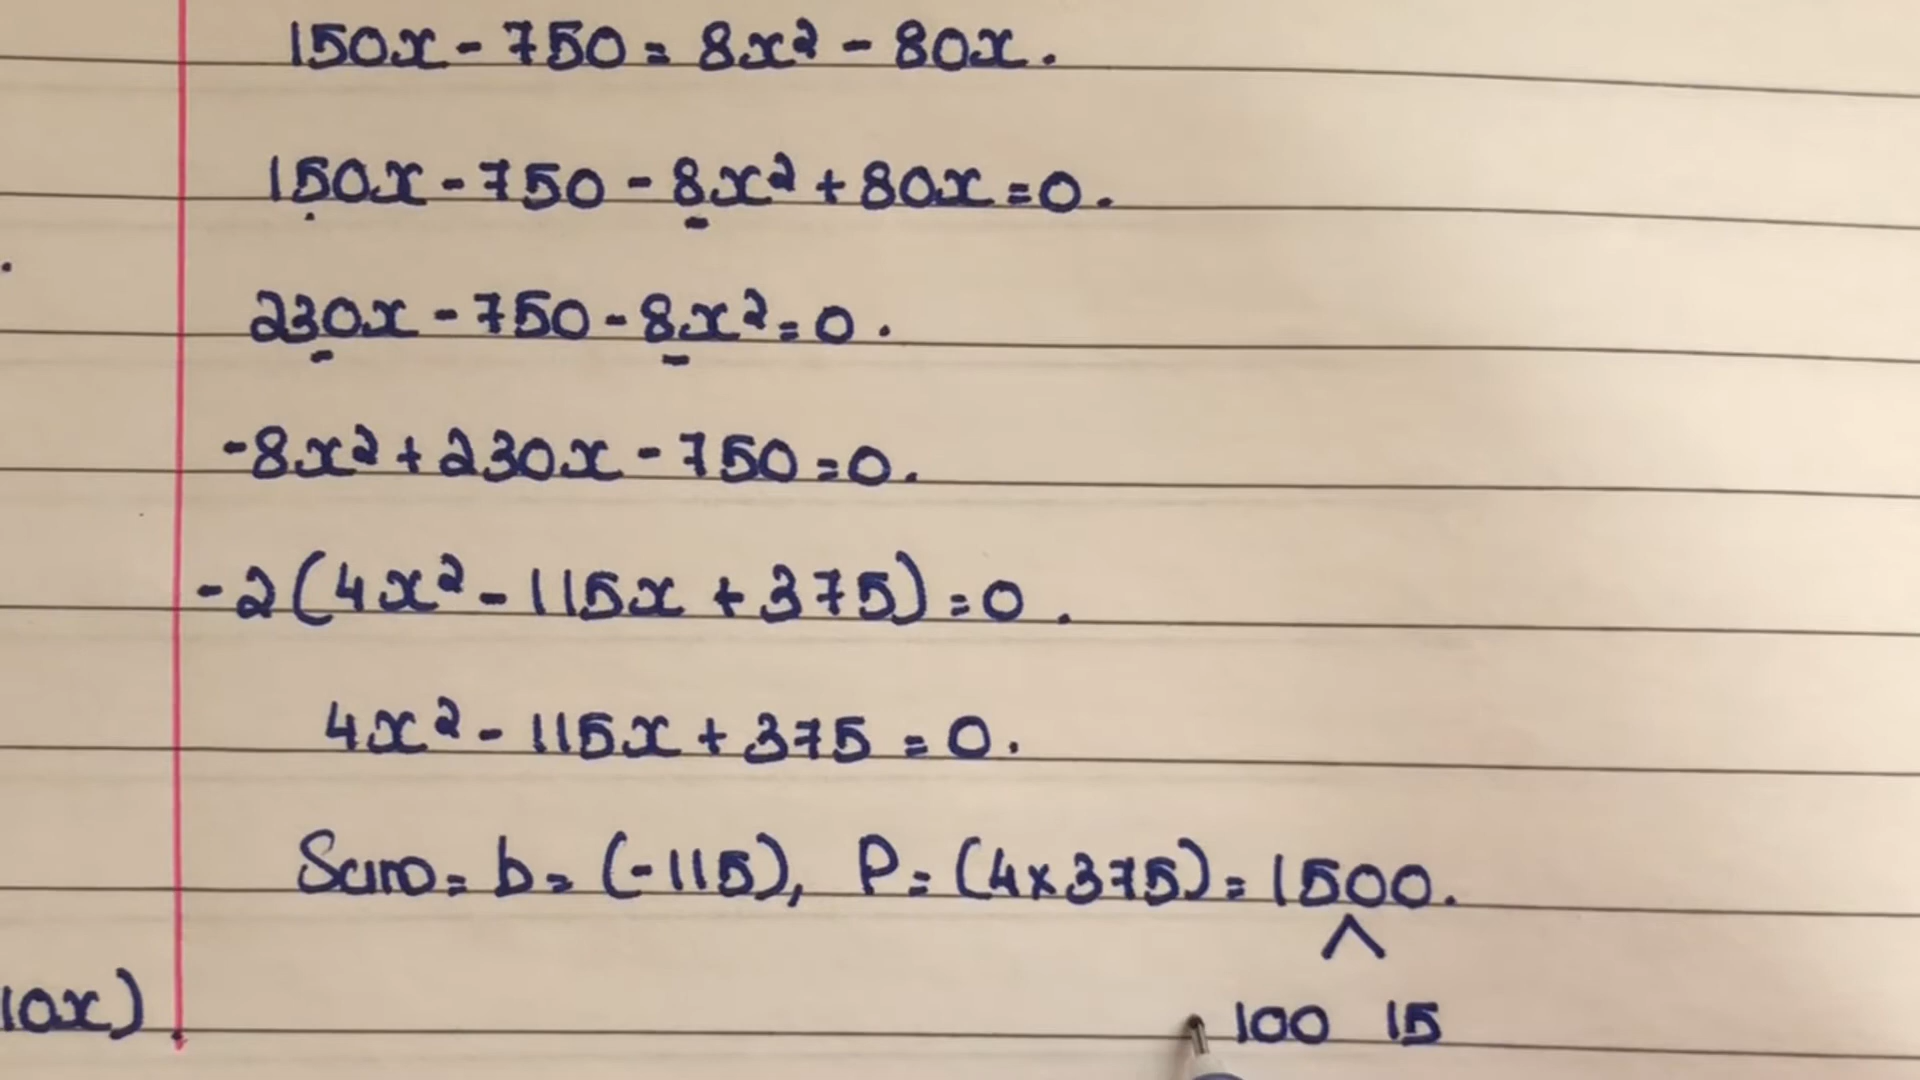 150x - 750 = 8x² - 80x.
150x - 750 - 8x² + 80x = 0.
230x - 750 - 8x² = 0.
-8x² + 230x - 750 = 0.
-2(4x² - 115x + 375) = 0.
4x² - 115x + 375 = 0.
Sum = b = (-115), P = (4x375) = 1500.
10x)
100 15